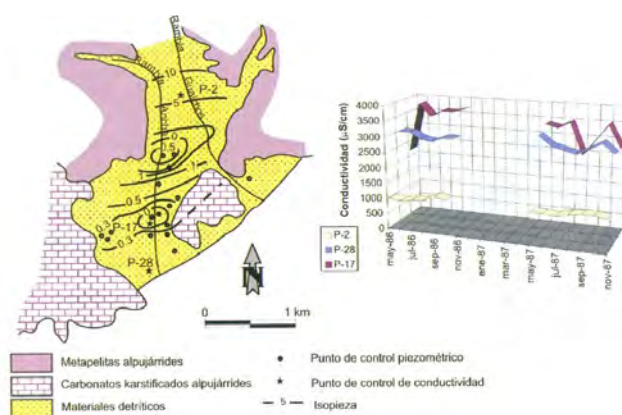 Rambla
Rambla
10
P-2
5
0
0.5
1
0.5
0.3
P-17
0.3
P-28
N
0
1 km
Metapelitas alpujárrides
Carbonatos karstificados alpujárrides
Materiales detríticos
Punto de control piezométrico
Punto de control de conductividad
5
Isopieza
Conductividad (µS/cm)
4000
3500
3000
2500
2000
1500
1000
500
0
may-86
jul-86
sep-86
nov-86
ene-87
mar-87
may-87
jul-87
sep-87
nov-87
P-2
P-28
P-17